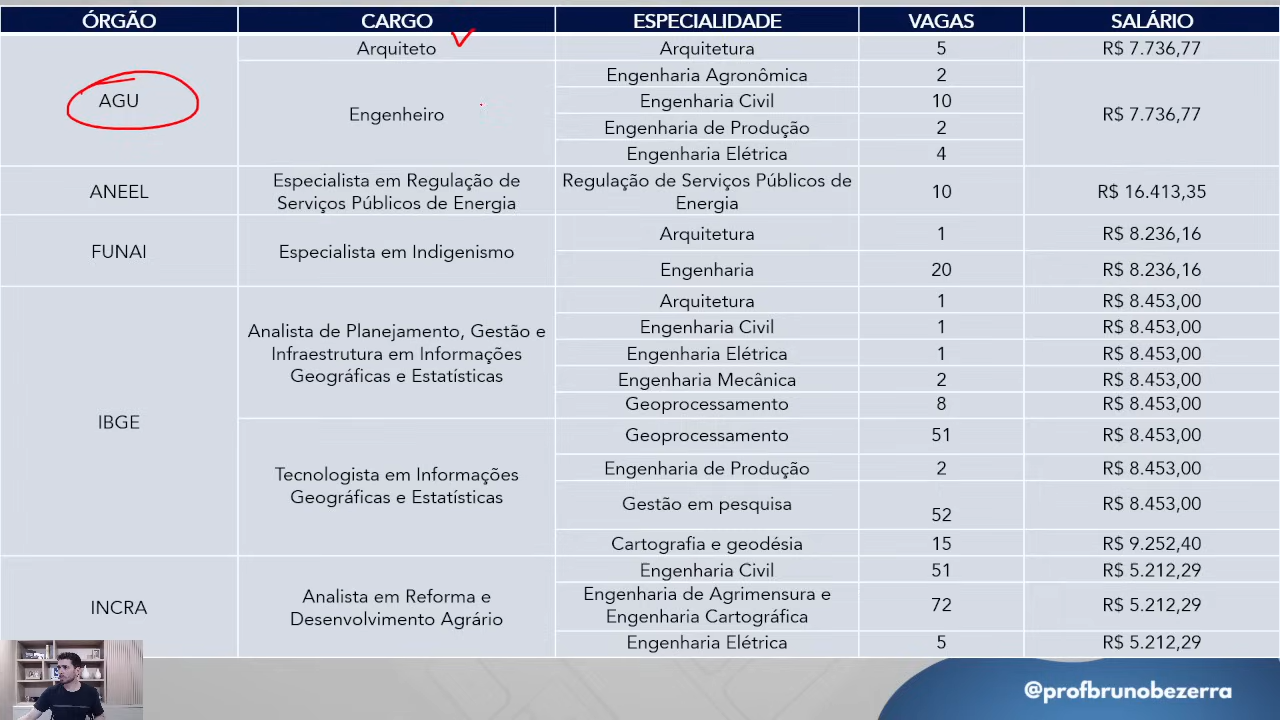 ÓRGÃO CARGO ESPECIALIDADE VAGAS SALÁRIO
Arquiteto Arquitetura 5 R$ 7.736,77
AGU
Engenheiro
Engenharia Agronômica 2
Engenharia Civil 10
Engenharia de Produção 2
Engenharia Elétrica 4
R$ 7.736,77
ANEEL
Especialista em Regulação de
Serviços Públicos de Energia
Regulação de Serviços Públicos de
Energia
10 R$ 16.413,35
FUNAI
Especialista em Indigenismo
Arquitetura 1 R$ 8.236,16
Engenharia 20 R$ 8.236,16
IBGE
Analista de Planejamento, Gestão e
Infraestrutura em Informações
Geográficas e Estatísticas
Arquitetura 1 R$ 8.453,00
Engenharia Civil 1 R$ 8.453,00
Engenharia Elétrica 1 R$ 8.453,00
Engenharia Mecânica 2 R$ 8.453,00
Geoprocessamento 8 R$ 8.453,00
Tecnologista em Informações
Geográficas e Estatísticas
Geoprocessamento 51 R$ 8.453,00
Engenharia de Produção 2 R$ 8.453,00
Gestão em pesquisa 52 R$ 8.453,00
Cartografia e geodésia 15 R$ 9.252,40
INCRA
Analista em Reforma e
Desenvolvimento Agrário
Engenharia Civil 51 R$ 5.212,29
Engenharia de Agrimensura e
Engenharia Cartográfica
72 R$ 5.212,29
Engenharia Elétrica 5 R$ 5.212,29
@profbrunobezerra